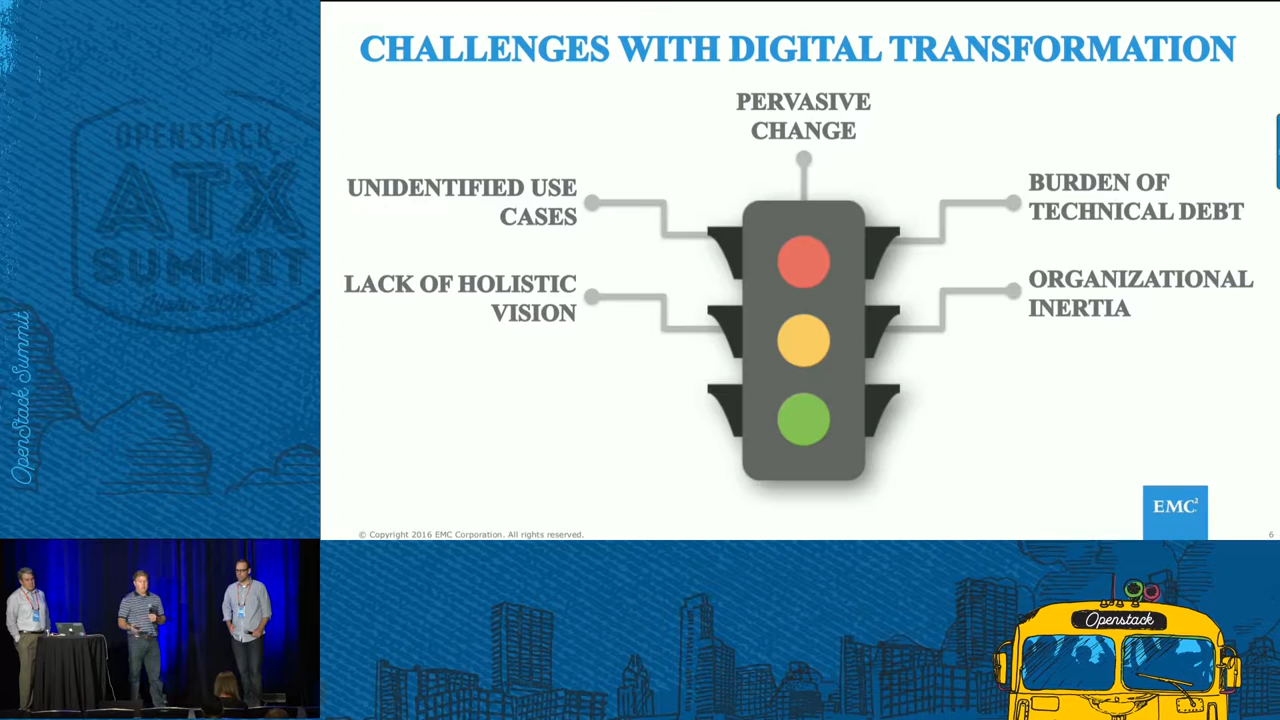 CHALLENGES WITH DIGITAL TRANSFORMATION
PERVASIVE
CHANGE
UNIDENTIFIED USE
CASES
BURDEN OF
TECHNICAL DEBT
LACK OF HOLISTIC
VISION
ORGANIZATIONAL
INERTIA
EMC²
© Copyright 2016 EMC Corporation. All rights reserved.
6
OPENSTACK
ATX
SUMMIT
OpenStack Summit
Openstack